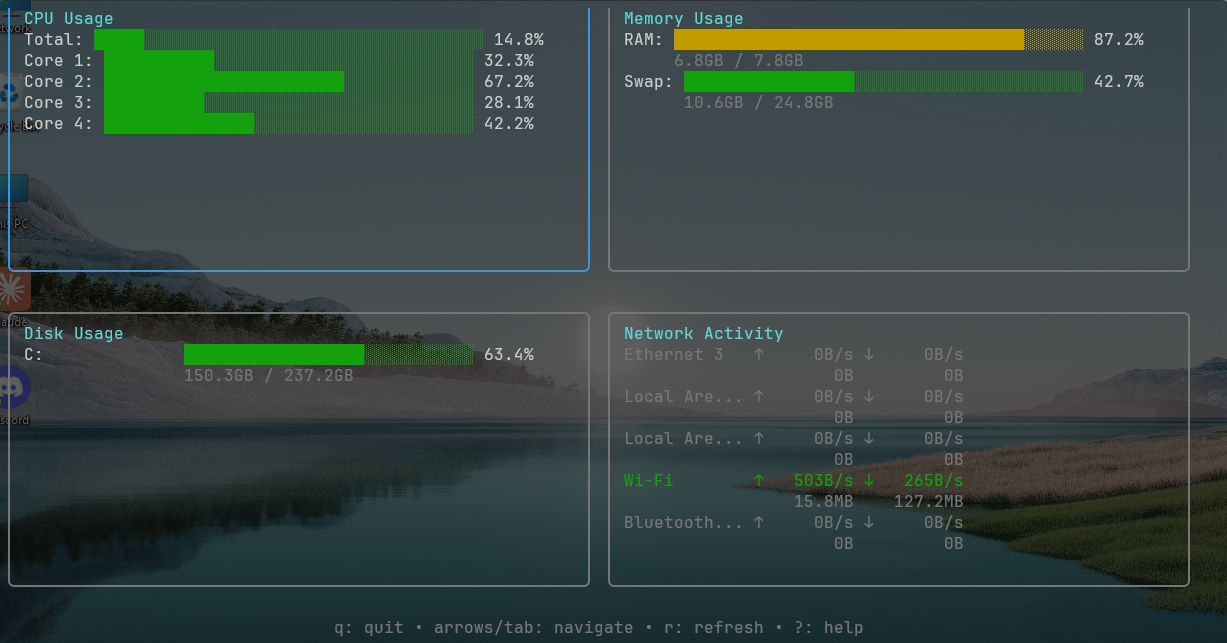 CPU Usage
Total: 14.8%
Core 1: 32.3%
Core 2: 67.2%
Core 3: 28.1%
Core 4: 42.2%
Memory Usage
RAM: 87.2%
6.8GB / 7.8GB
Swap: 42.7%
10.6GB / 24.8GB
Disk Usage
C: 63.4%
150.3GB / 237.2GB
Network Activity
Ethernet 3 ↑ 0B/s ↓ 0B/s
0B 0B
Local Are... ↑ 0B/s ↓ 0B/s
0B 0B
Local Are... ↑ 0B/s ↓ 0B/s
0B 0B
Wi-Fi ↑ 503B/s ↓ 265B/s
15.8MB 127.2MB
Bluetooth... ↑ 0B/s ↓ 0B/s
0B 0B
q: quit • arrows/tab: navigate • r: refresh • ?: help